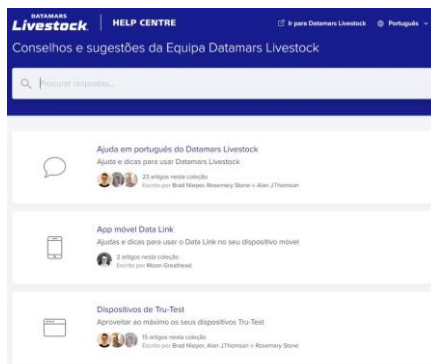 DATAMARS
Livestock. HELP CENTRE Ir para Datamars Livestock Português
Conselhos e sugestões da Equipa Datamars Livestock
Procurar respostas...
Ajuda em português do Datamars Livestock
Ajuda e dicas para usar Datamars Livestock
23 artigos nesta coleção
Escrito por Brad Nieper, Rosemary Stone e Alan J.Thomson
App móvel Data Link
Ajudas e dicas para usar o Data Link no seu dispositivo móvel
2 artigos nesta coleção
Escrito por Moon Greathead
Dispositivos de Tru-Test
Aproveitar ao máximo os seus dispositivos Tru-Test
15 artigos nesta coleção
Escrito por Brad Nieper, Alan J.Thomson e Rosemary Stone